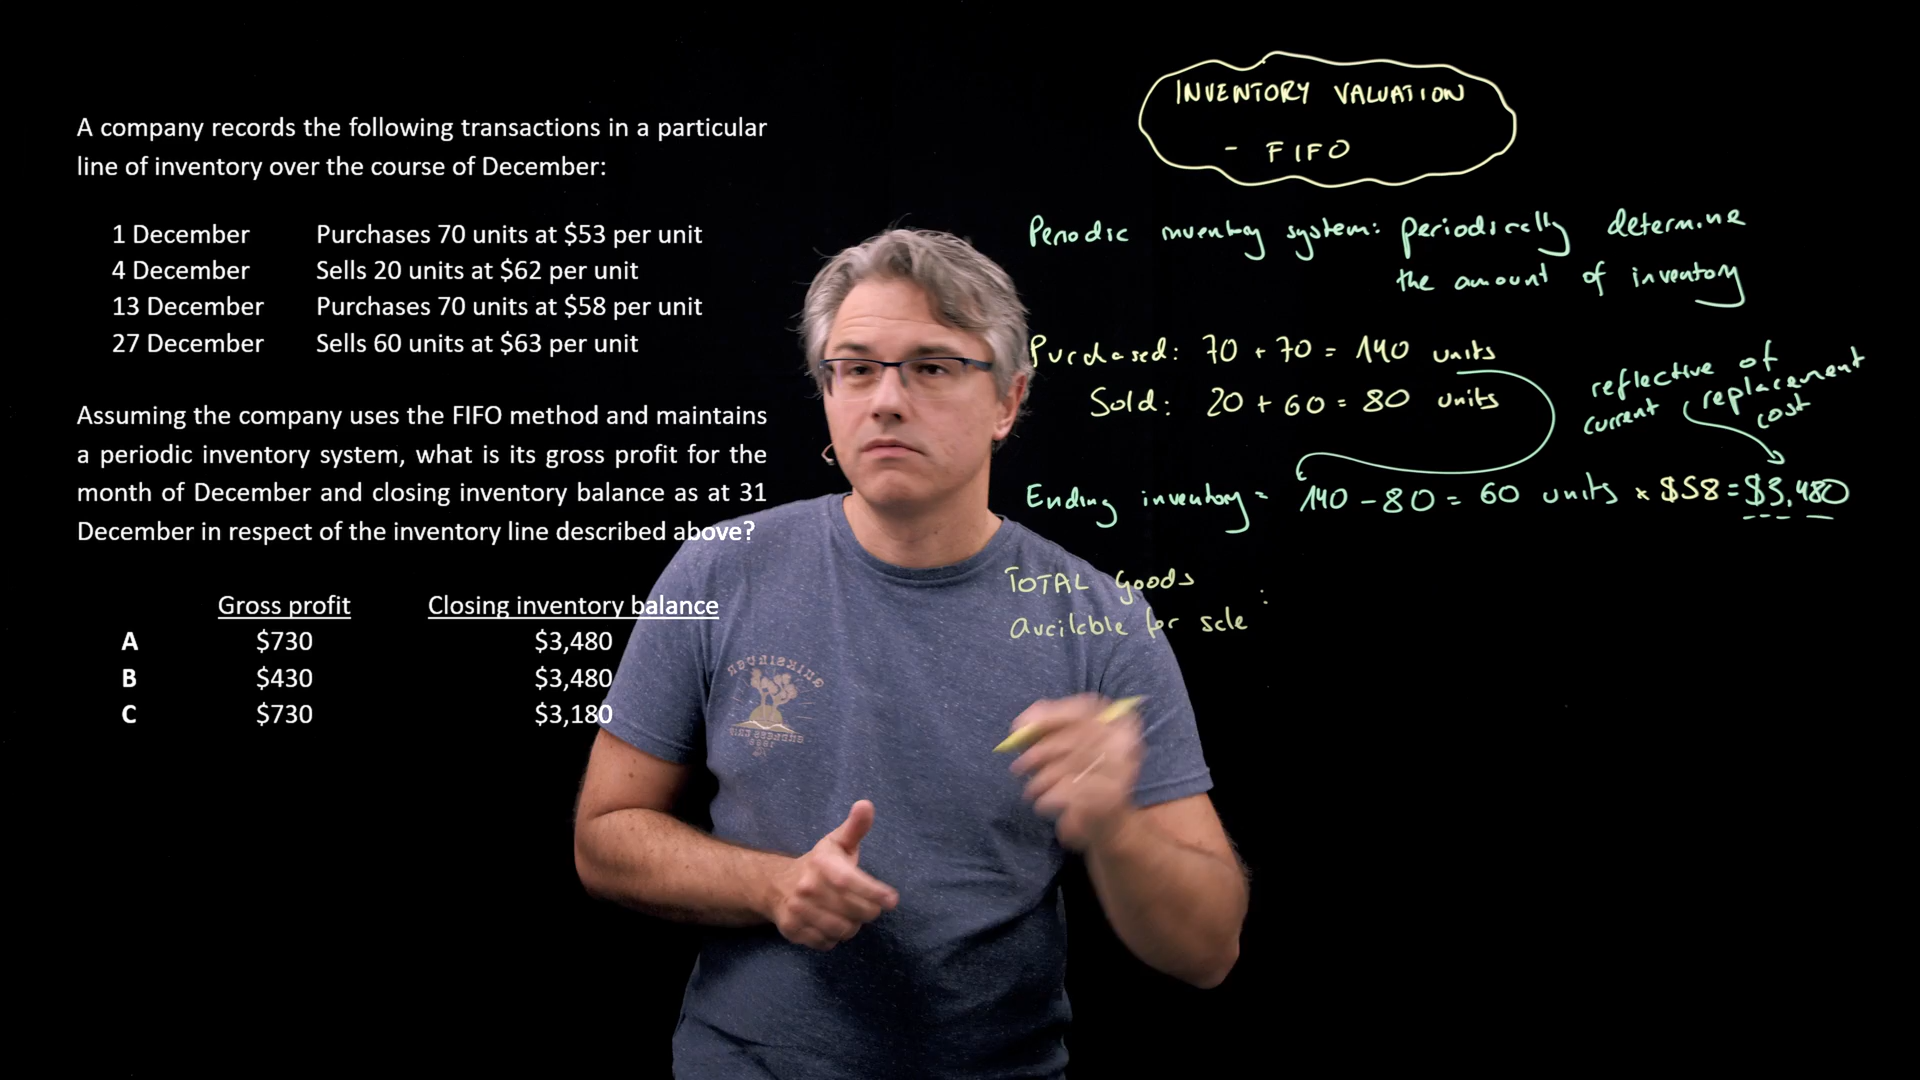 A company records the following transactions in a particular
line of inventory over the course of December:
1 December Purchases 70 units at $53 per unit
4 December Sells 20 units at $62 per unit
13 December Purchases 70 units at $58 per unit
27 December Sells 60 units at $63 per unit
Assuming the company uses the FIFO method and maintains
a periodic inventory system, what is its gross profit for the
month of December and closing inventory balance as at 31
December in respect of the inventory line described above?
Gross profit Closing inventory balance
A $730 $3,480
B $430 $3,480
C $730 $3,180
INVENTORY VALUATION
- FIFO
Periodic inventory system: periodically determine
the amount of inventory
Purchased: 70 + 70 = 140 units
Sold: 20 + 60 = 80 units
reflective of
current replacement
cost
Ending inventory = 140 - 80 = 60 units × $58 = $3,480
TOTAL goods
available for sale :
QUIKSILVER
1969